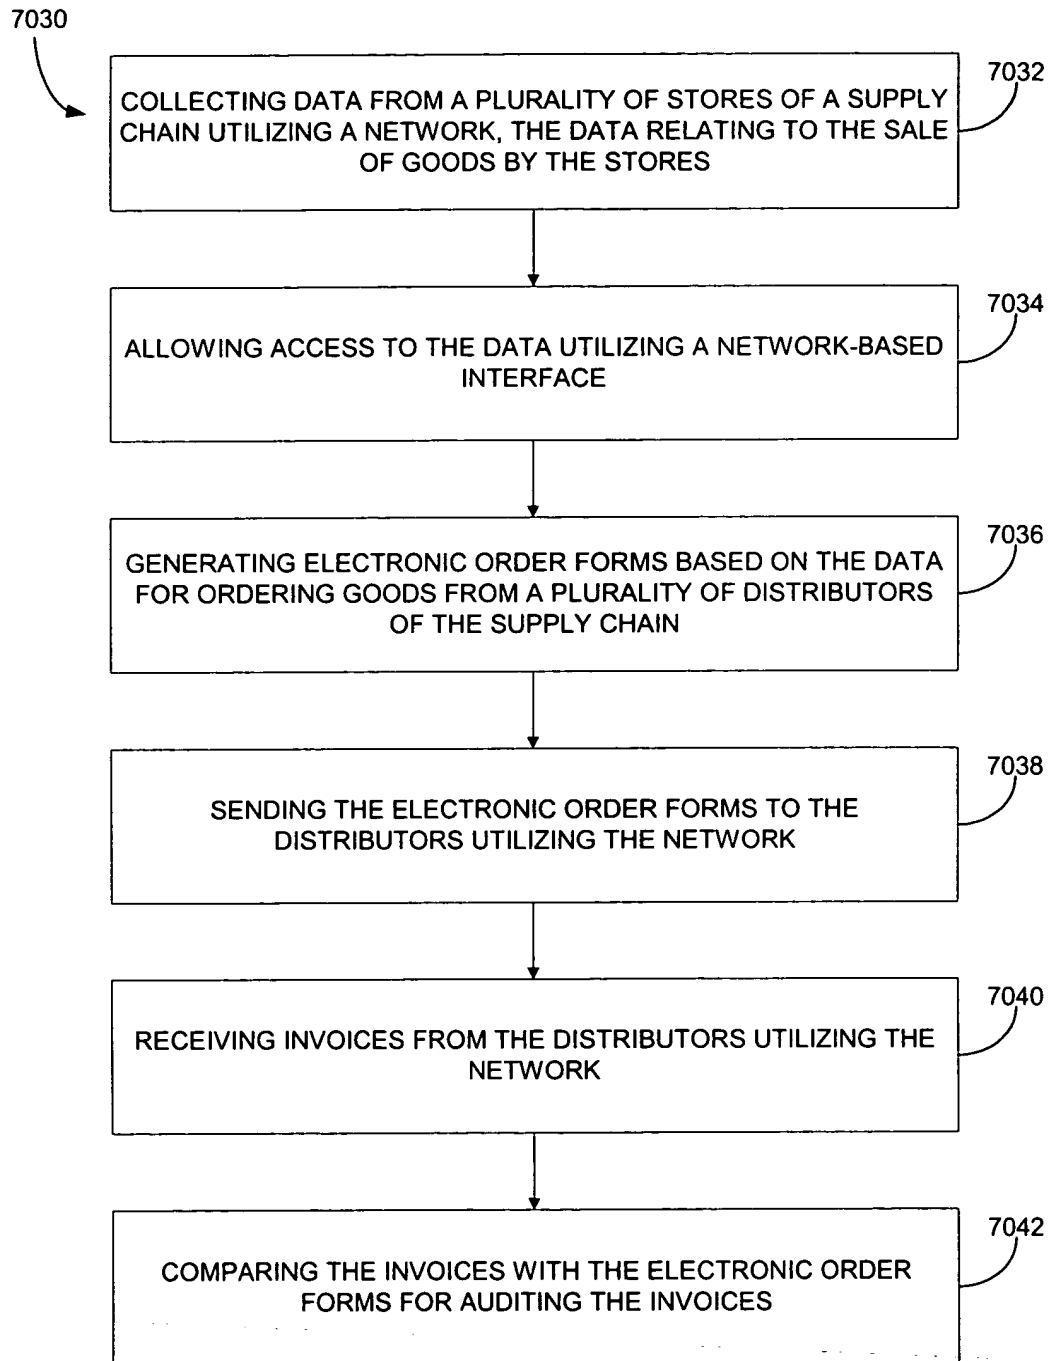 7030
7032
COLLECTING DATA FROM A PLURALITY OF STORES OF A SUPPLY
CHAIN UTILIZING A NETWORK, THE DATA RELATING TO THE SALE
OF GOODS BY THE STORES
7034
ALLOWING ACCESS TO THE DATA UTILIZING A NETWORK-BASED
INTERFACE
7036
GENERATING ELECTRONIC ORDER FORMS BASED ON THE DATA
FOR ORDERING GOODS FROM A PLURALITY OF DISTRIBUTORS
OF THE SUPPLY CHAIN
7038
SENDING THE ELECTRONIC ORDER FORMS TO THE
DISTRIBUTORS UTILIZING THE NETWORK
7040
RECEIVING INVOICES FROM THE DISTRIBUTORS UTILIZING THE
NETWORK
7042
COMPARING THE INVOICES WITH THE ELECTRONIC ORDER
FORMS FOR AUDITING THE INVOICES